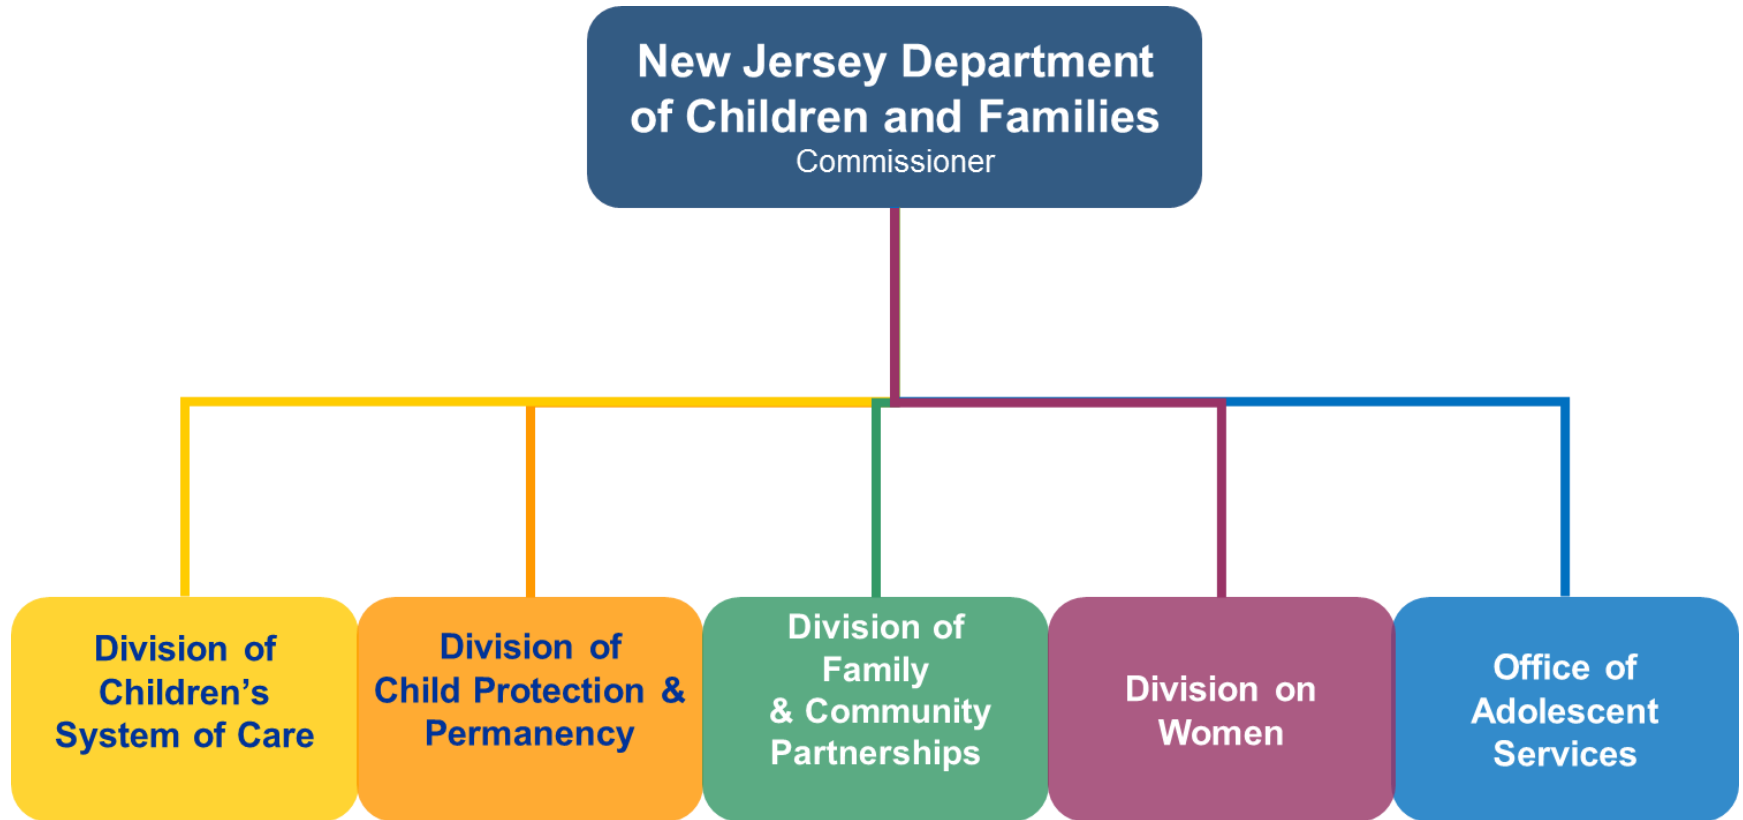 New Jersey Department
of Children and Families
Commissioner
Division of
Children’s
System of Care
Division of
Child Protection &
Permanency
Division of
Family
& Community
Partnerships
Division on
Women
Office of
Adolescent
Services